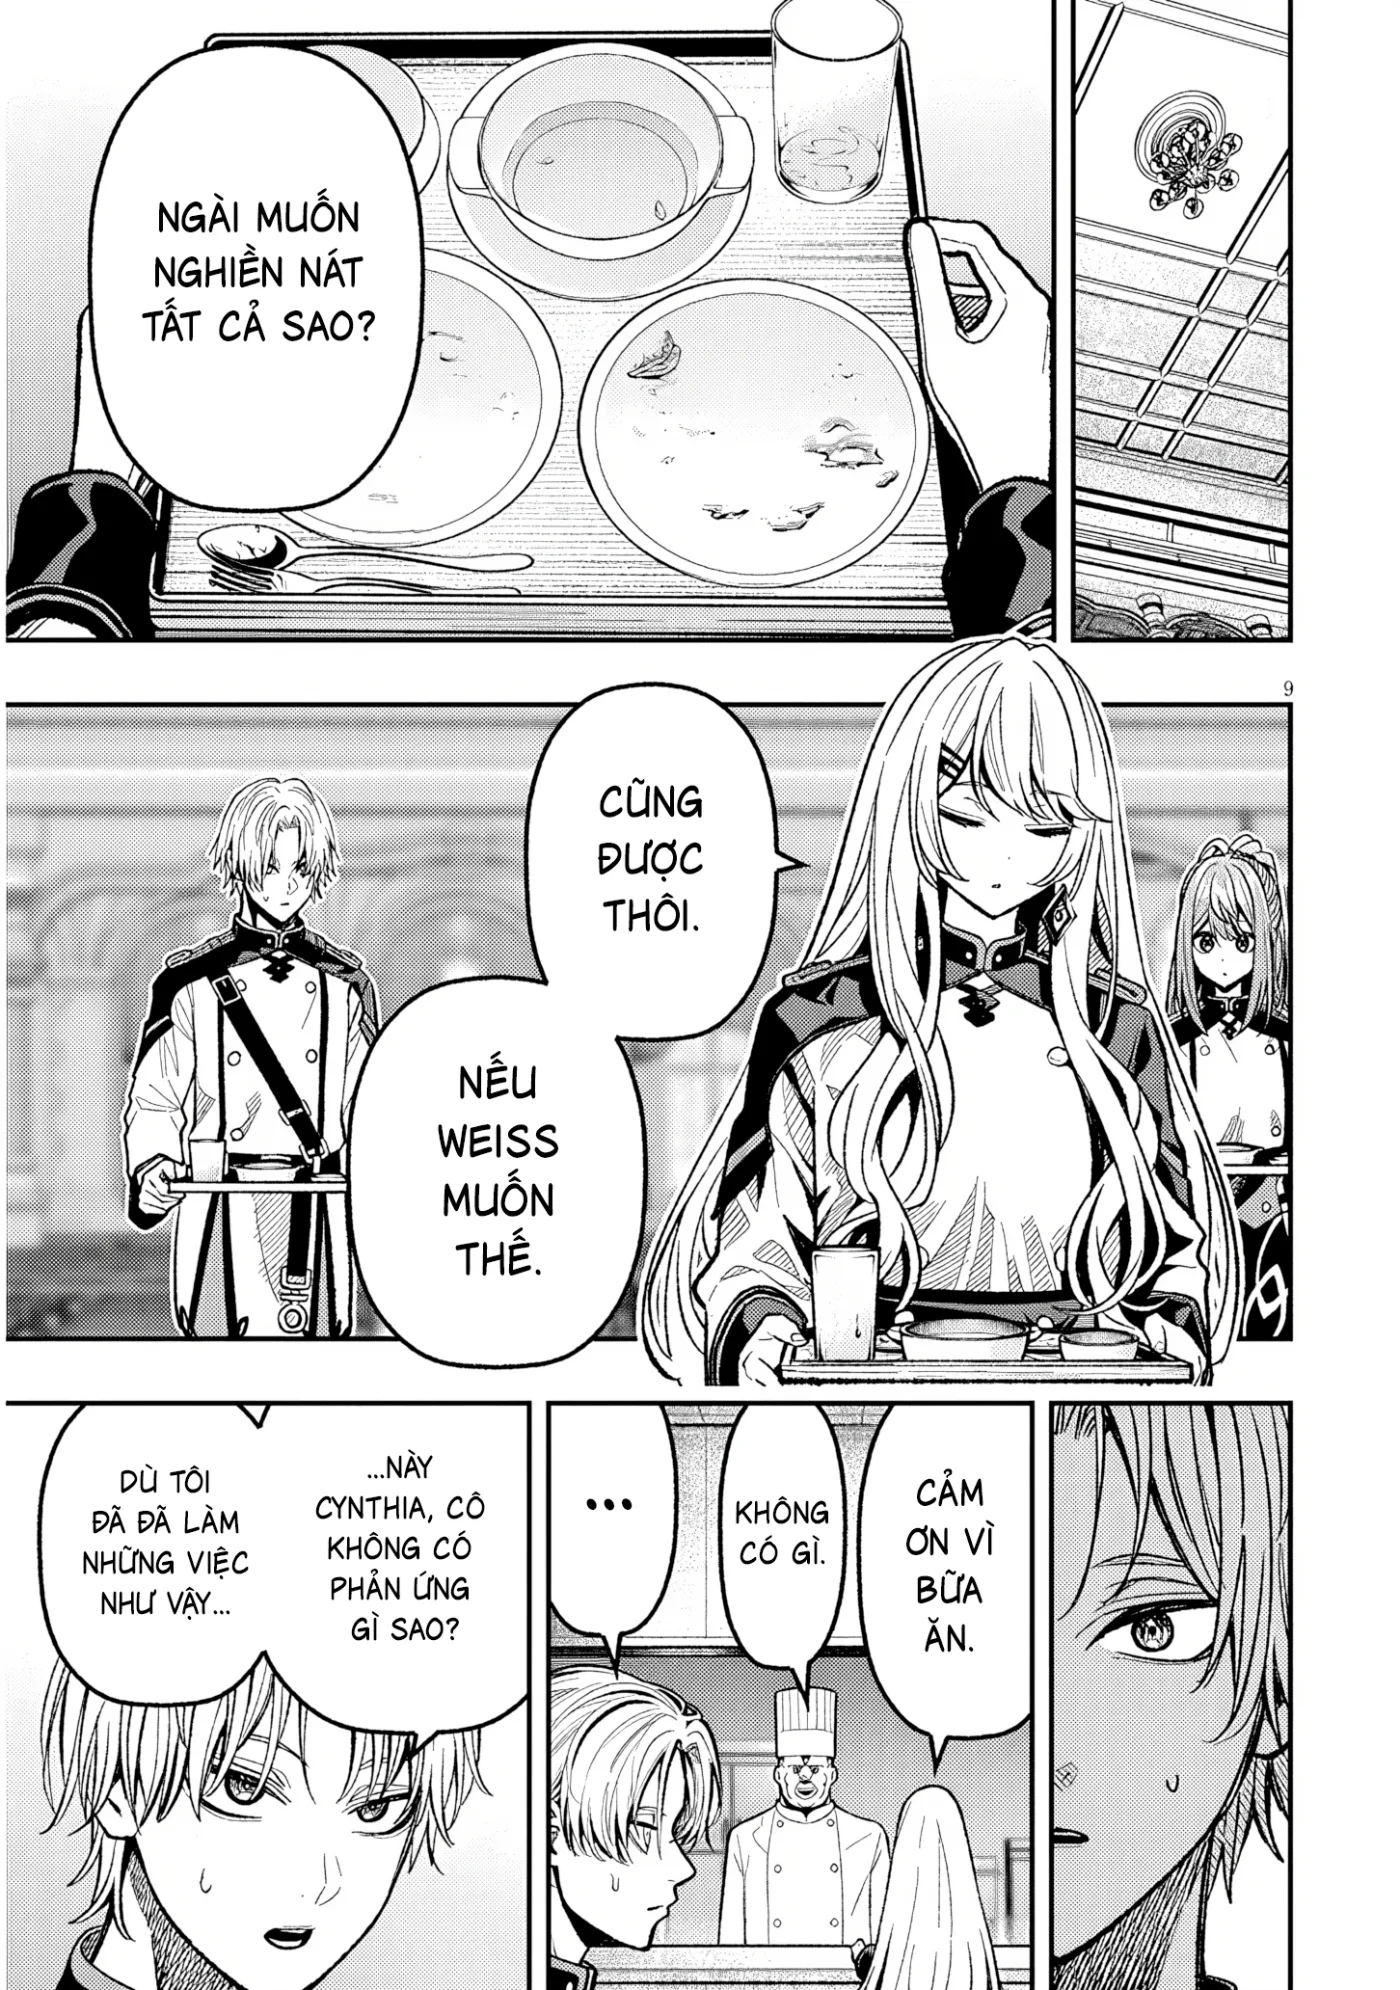 NGÀI MUỐN
NGHIỀN NÁT
TẤT CẢ SAO?
9
CŨNG
ĐƯỢC
THÔI.
NẾU
WEISS
MUỐN
THẾ.
CẢM
ƠN VÌ
BỮA
ĂN.
KHÔNG
CÓ GÌ.
...
...NÀY
CYNTHIA, CÔ
KHÔNG CÓ
PHẢN ỨNG
GÌ SAO?
DÙ TÔI
ĐÃ ĐÃ LÀM
NHỮNG VIỆC
NHƯ VẬY...